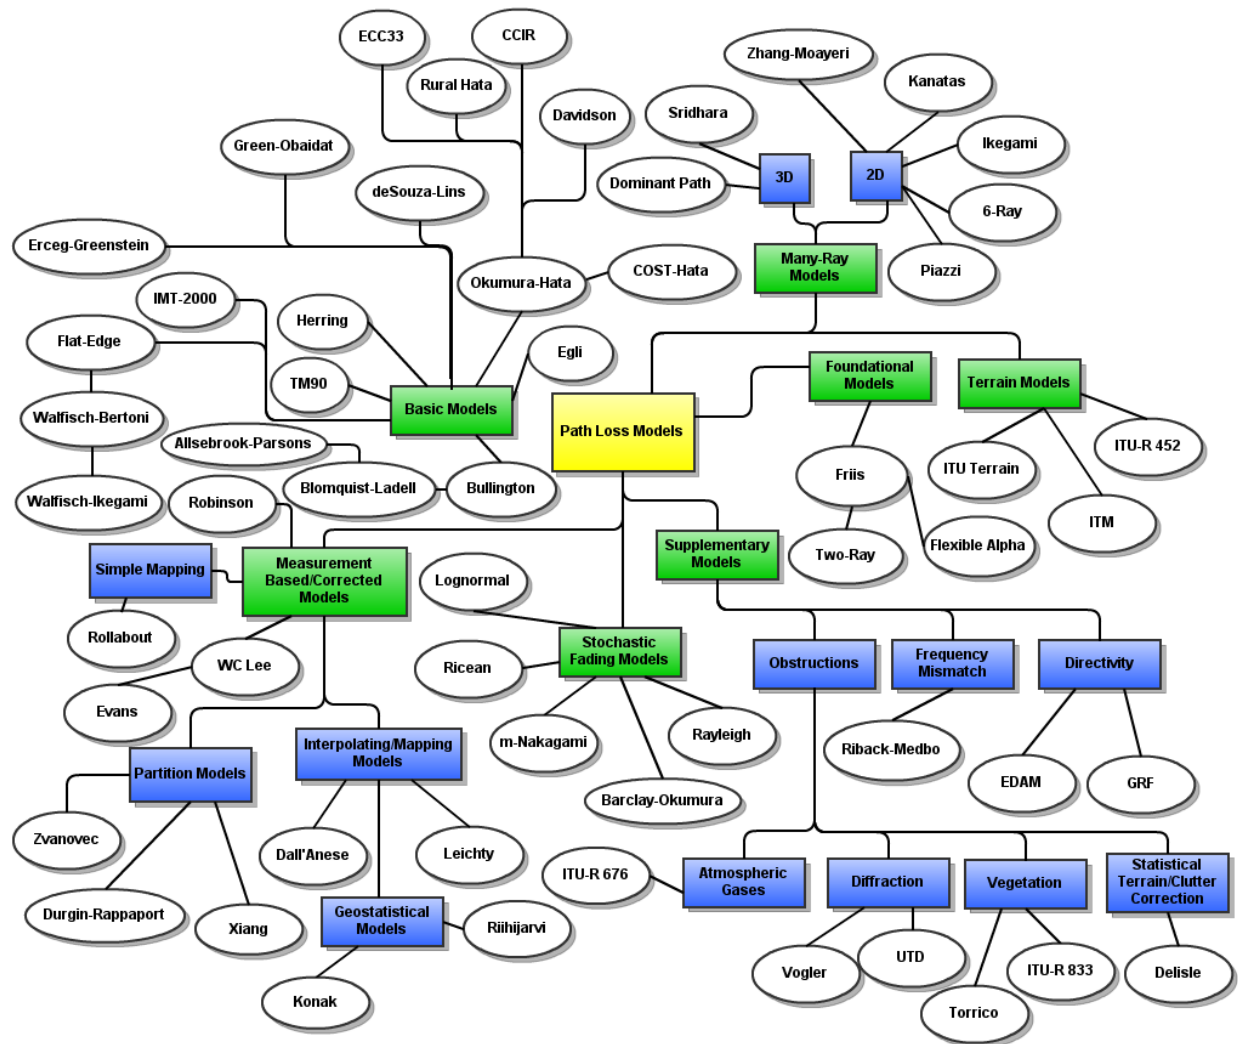 ECC33
CCIR
Zhang-Moayeri
Rural Hata
Kanatas
Davidson
Sridhara
Green-Obaidat
Ikegami
3D
2D
Dominant Path
deSouza-Lins
6-Ray
Erceg-Greenstein
Many-Ray
Models
Okumura-Hata
COST-Hata
Piazzi
IMT-2000
Herring
Flat-Edge
Egli
Foundational
Models
Terrain Models
TM90
Basic Models
Walfisch-Bertoni
Path Loss Models
Allsebrook-Parsons
ITU-R 452
ITU Terrain
Friis
Blomquist-Ladell
Bullington
Walfisch-Ikegami
Robinson
ITM
Supplementary
Models
Two-Ray
Flexible Alpha
Simple Mapping
Measurement
Based/Corrected
Models
Lognormal
Rollabout
Stochastic
Fading Models
WC Lee
Ricean
Obstructions
Frequency
Mismatch
Directivity
Evans
m-Nakagami
Rayleigh
Riback-Medbo
Interpolating/Mapping
Models
Partition Models
EDAM
GRF
Barclay-Okumura
Zvanovec
Dall'Anese
Leichty
ITU-R 676
Atmospheric
Gases
Diffraction
Vegetation
Statistical
Terrain/Clutter
Correction
Durgin-Rappaport
Xiang
Geostatistical
Models
Riihijarvi
Vogler
UTD
ITU-R 833
Delisle
Konak
Torrico